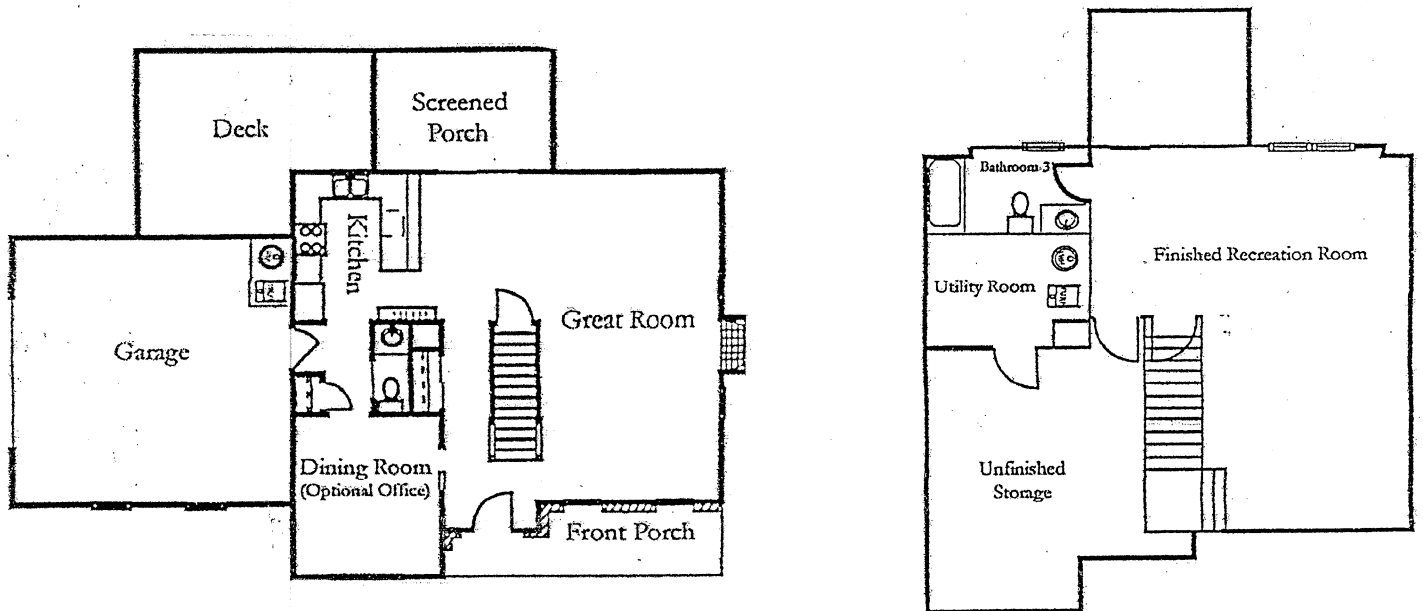 Deck
Screened
Porch
Kitchen
Great Room
Garage
Dining Room
(Optional Office)
Front Porch
Bathroom 3
Finished Recreation Room
Utility Room
Unfinished
Storage